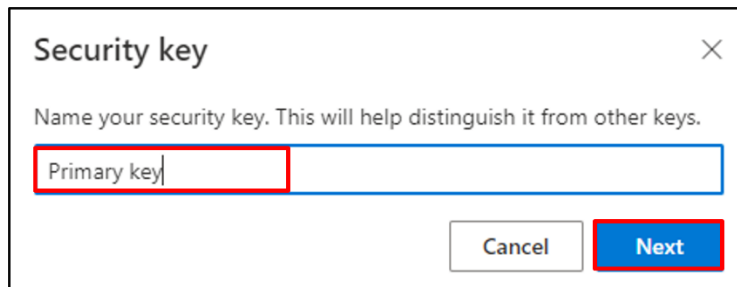 Security key
Name your security key. This will help distinguish it from other keys.
Primary key
Cancel
Next